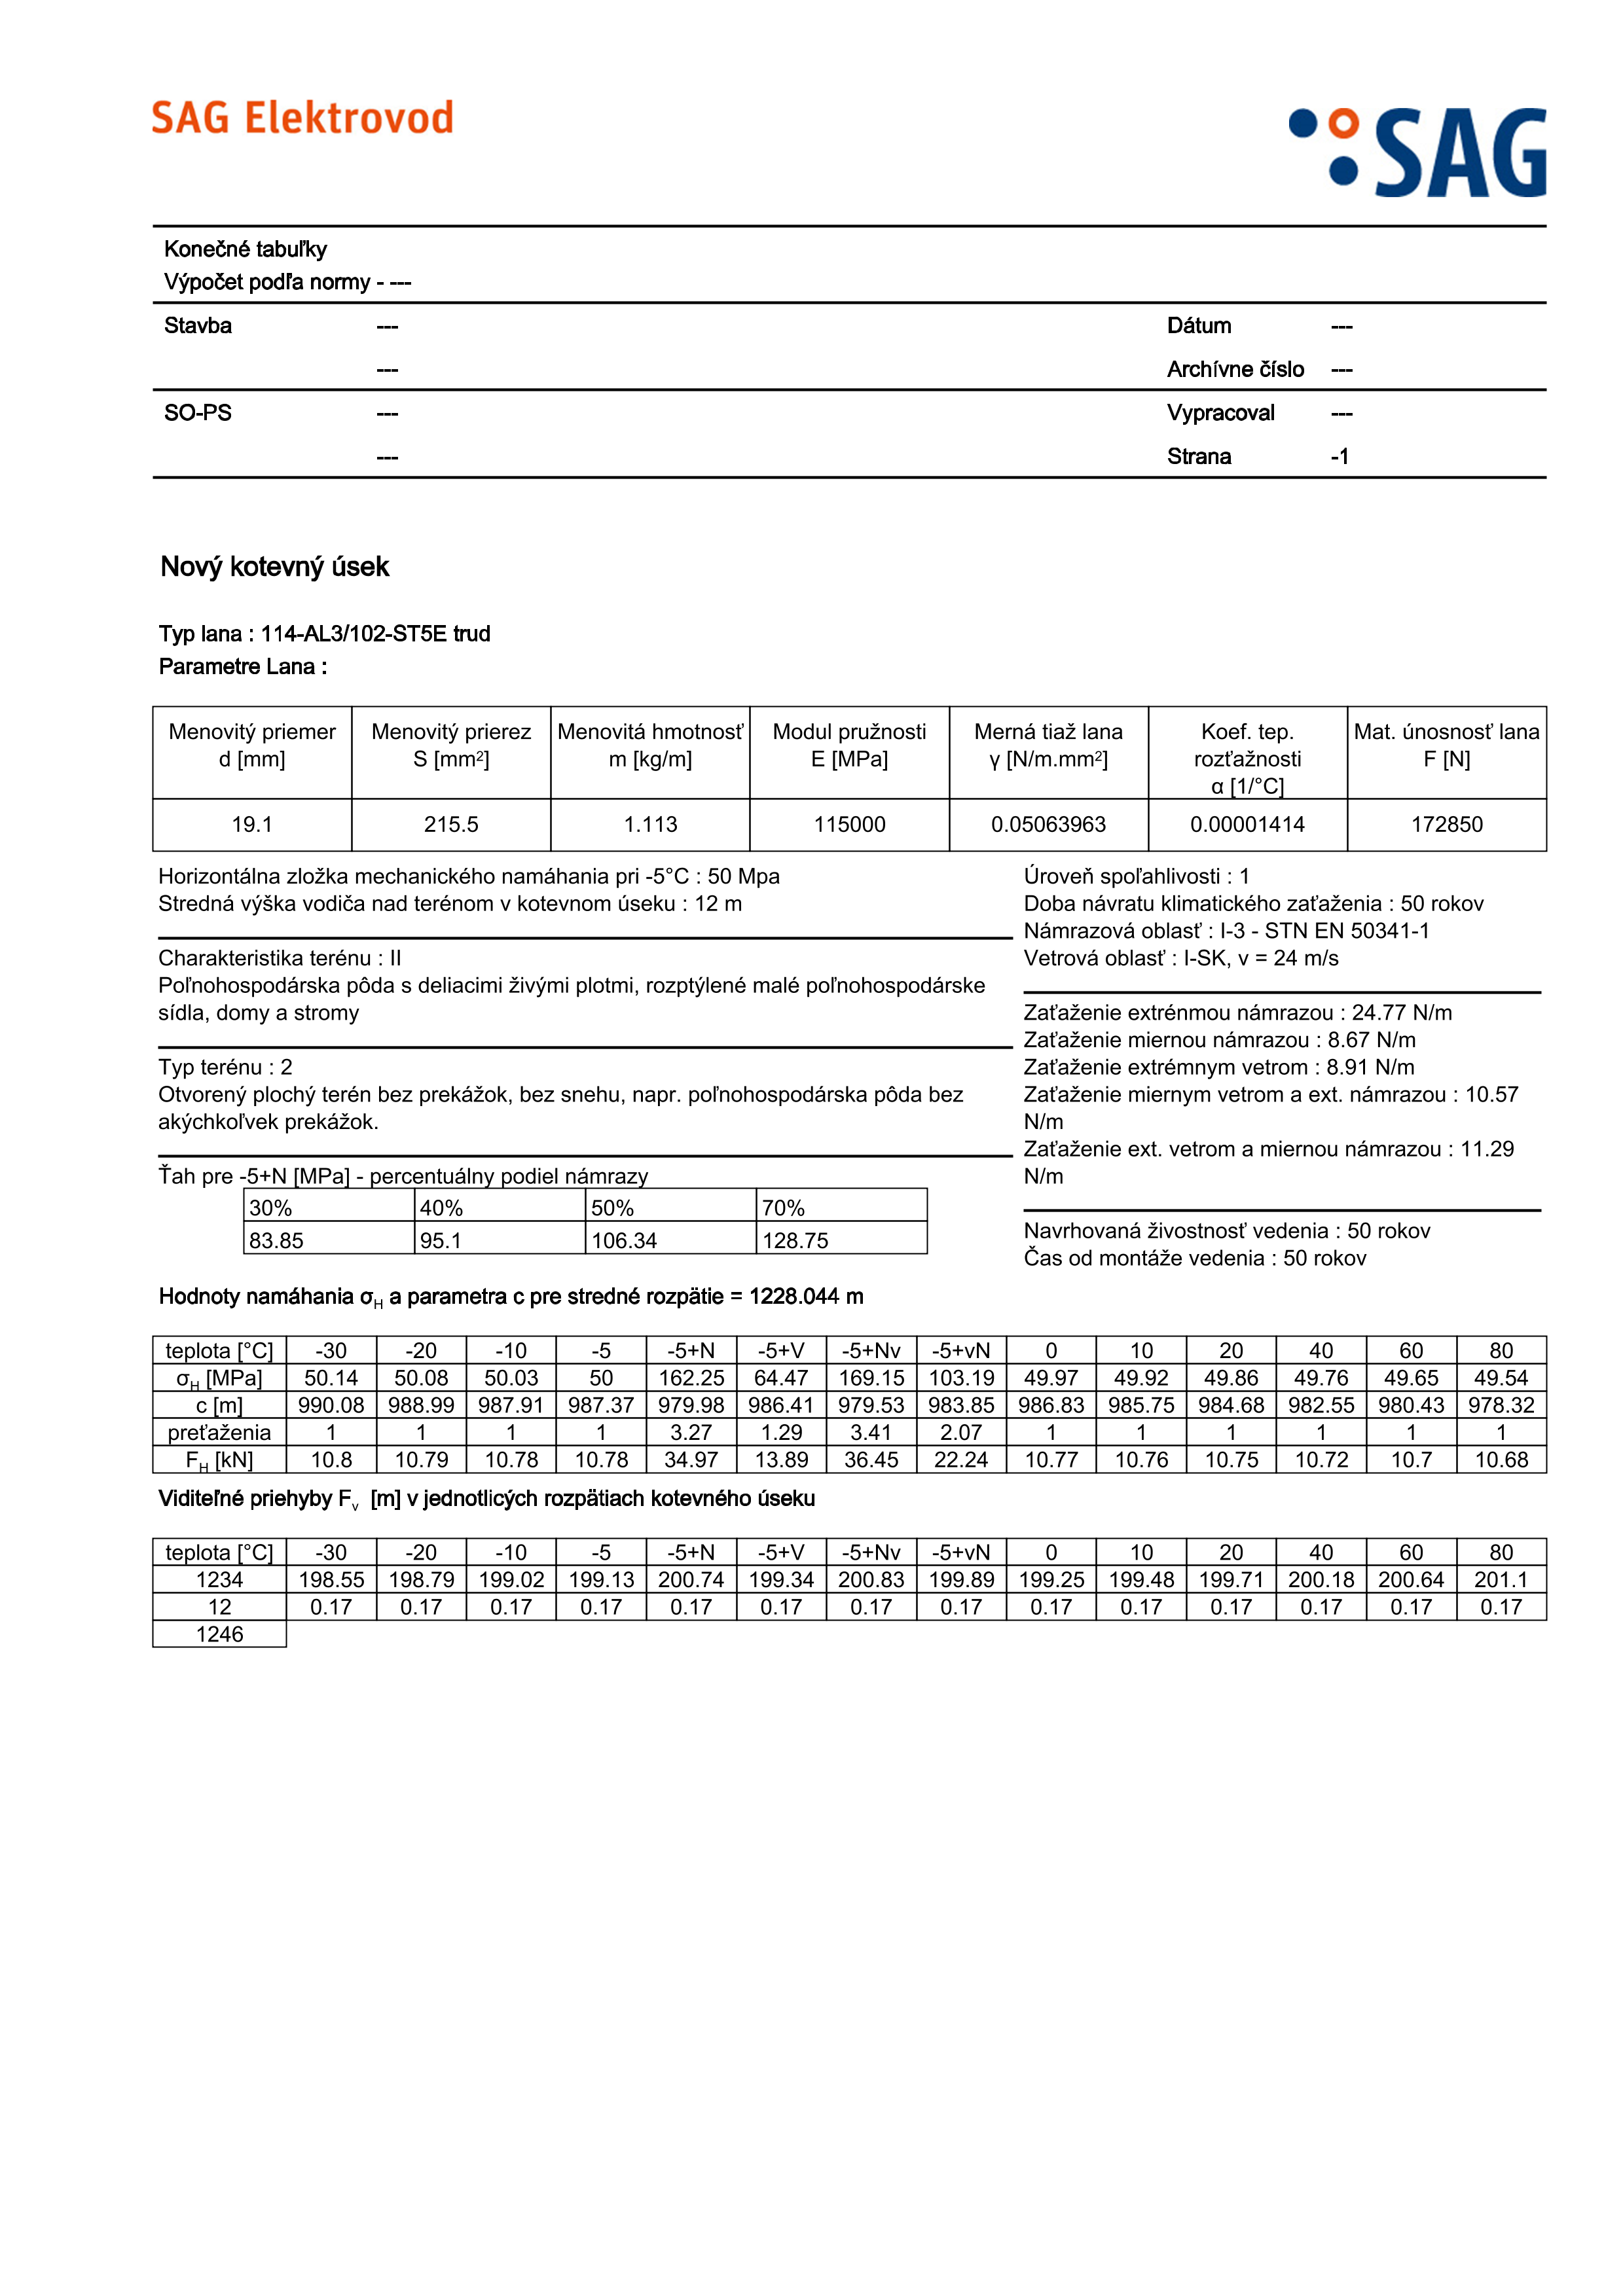 SAG Elektrovod
SAG
Konečné tabuľky
Výpočet podľa normy - ---
Stavba --- Dátum ---
--- Archívne číslo ---
SO-PS --- Vypracoval ---
--- Strana -1
Nový kotevný úsek
Typ lana : 114-AL3/102-ST5E trud
Parametre Lana :
Menovitý priemer Menovitý prierez Menovitá hmotnosť Modul pružnosti Merná tiaž lana Koef. tep. Mat. únosnosť lana
d [mm] S [mm²] m [kg/m] E [MPa] γ [N/m.mm²] rozťažnosti F [N]
α [1/°C]
19.1 215.5 1.113 115000 0.05063963 0.00001414 172850
Horizontálna zložka mechanického namáhania pri -5°C : 50 Mpa
Stredná výška vodiča nad terénom v kotevnom úseku : 12 m
Charakteristika terénu : II
Poľnohospodárska pôda s deliacimi živými plotmi, rozptýlené malé poľnohospodárske
sídla, domy a stromy
Typ terénu : 2
Otvorený plochý terén bez prekážok, bez snehu, napr. poľnohospodárska pôda bez
akýchkoľvek prekážok.
Ťah pre -5+N [MPa] - percentuálny podiel námrazy
30% 40% 50% 70%
83.85 95.1 106.34 128.75
Úroveň spoľahlivosti : 1
Doba návratu klimatického zaťaženia : 50 rokov
Námrazová oblasť : I-3 - STN EN 50341-1
Vetrová oblasť : I-SK, v = 24 m/s
Zaťaženie extrénmou námrazou : 24.77 N/m
Zaťaženie miernou námrazou : 8.67 N/m
Zaťaženie extrémnym vetrom : 8.91 N/m
Zaťaženie miernym vetrom a ext. námrazou : 10.57
N/m
Zaťaženie ext. vetrom a miernou námrazou : 11.29
N/m
Navrhovaná živostnosť vedenia : 50 rokov
Čas od montáže vedenia : 50 rokov
Hodnoty namáhania σH a parametra c pre stredné rozpätie = 1228.044 m
teplota [°C] -30 -20 -10 -5 -5+N -5+V -5+Nv -5+vN 0 10 20 40 60 80
σH [MPa] 50.14 50.08 50.03 50 162.25 64.47 169.15 103.19 49.97 49.92 49.86 49.76 49.65 49.54
c [m] 990.08 988.99 987.91 987.37 979.98 986.41 979.53 983.85 986.83 985.75 984.68 982.55 980.43 978.32
preťaženia 1 1 1 1 3.27 1.29 3.41 2.07 1 1 1 1 1 1
FH [kN] 10.8 10.79 10.78 10.78 34.97 13.89 36.45 22.24 10.77 10.76 10.75 10.72 10.7 10.68
Viditeľné priehyby Fv [m] v jednotlicých rozpätiach kotevného úseku
teplota [°C] -30 -20 -10 -5 -5+N -5+V -5+Nv -5+vN 0 10 20 40 60 80
1234 198.55 198.79 199.02 199.13 200.74 199.34 200.83 199.89 199.25 199.48 199.71 200.18 200.64 201.1
12 0.17 0.17 0.17 0.17 0.17 0.17 0.17 0.17 0.17 0.17 0.17 0.17 0.17 0.17
1246